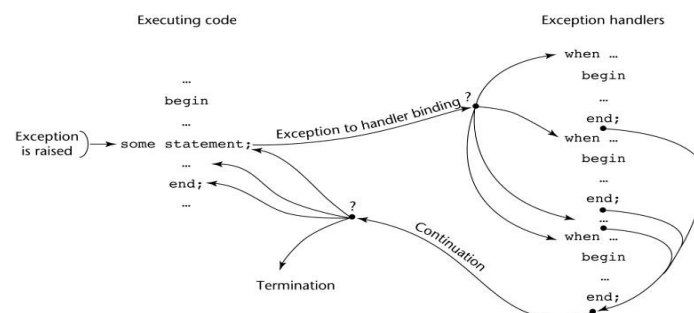 Executing code
Exception handlers
…
begin
…
Exception
is raised
some statement;
…
end;
…
Exception to handler binding
?
when …
begin
…
end;
when …
begin
…
end;
…
when …
begin
…
end;
?
Continuation
Termination